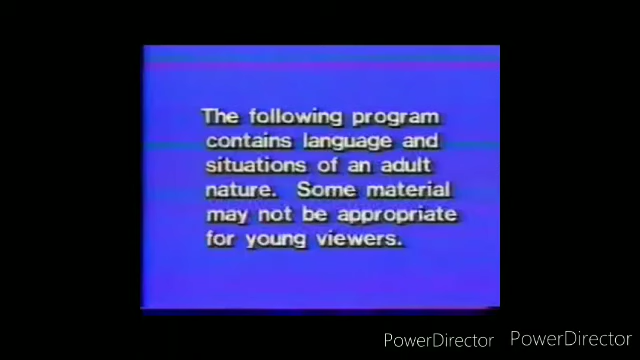 The following program
contains language and
situations of an adult
nature. Some material
may not be appropriate
for young viewers.
PowerDirector PowerDirector